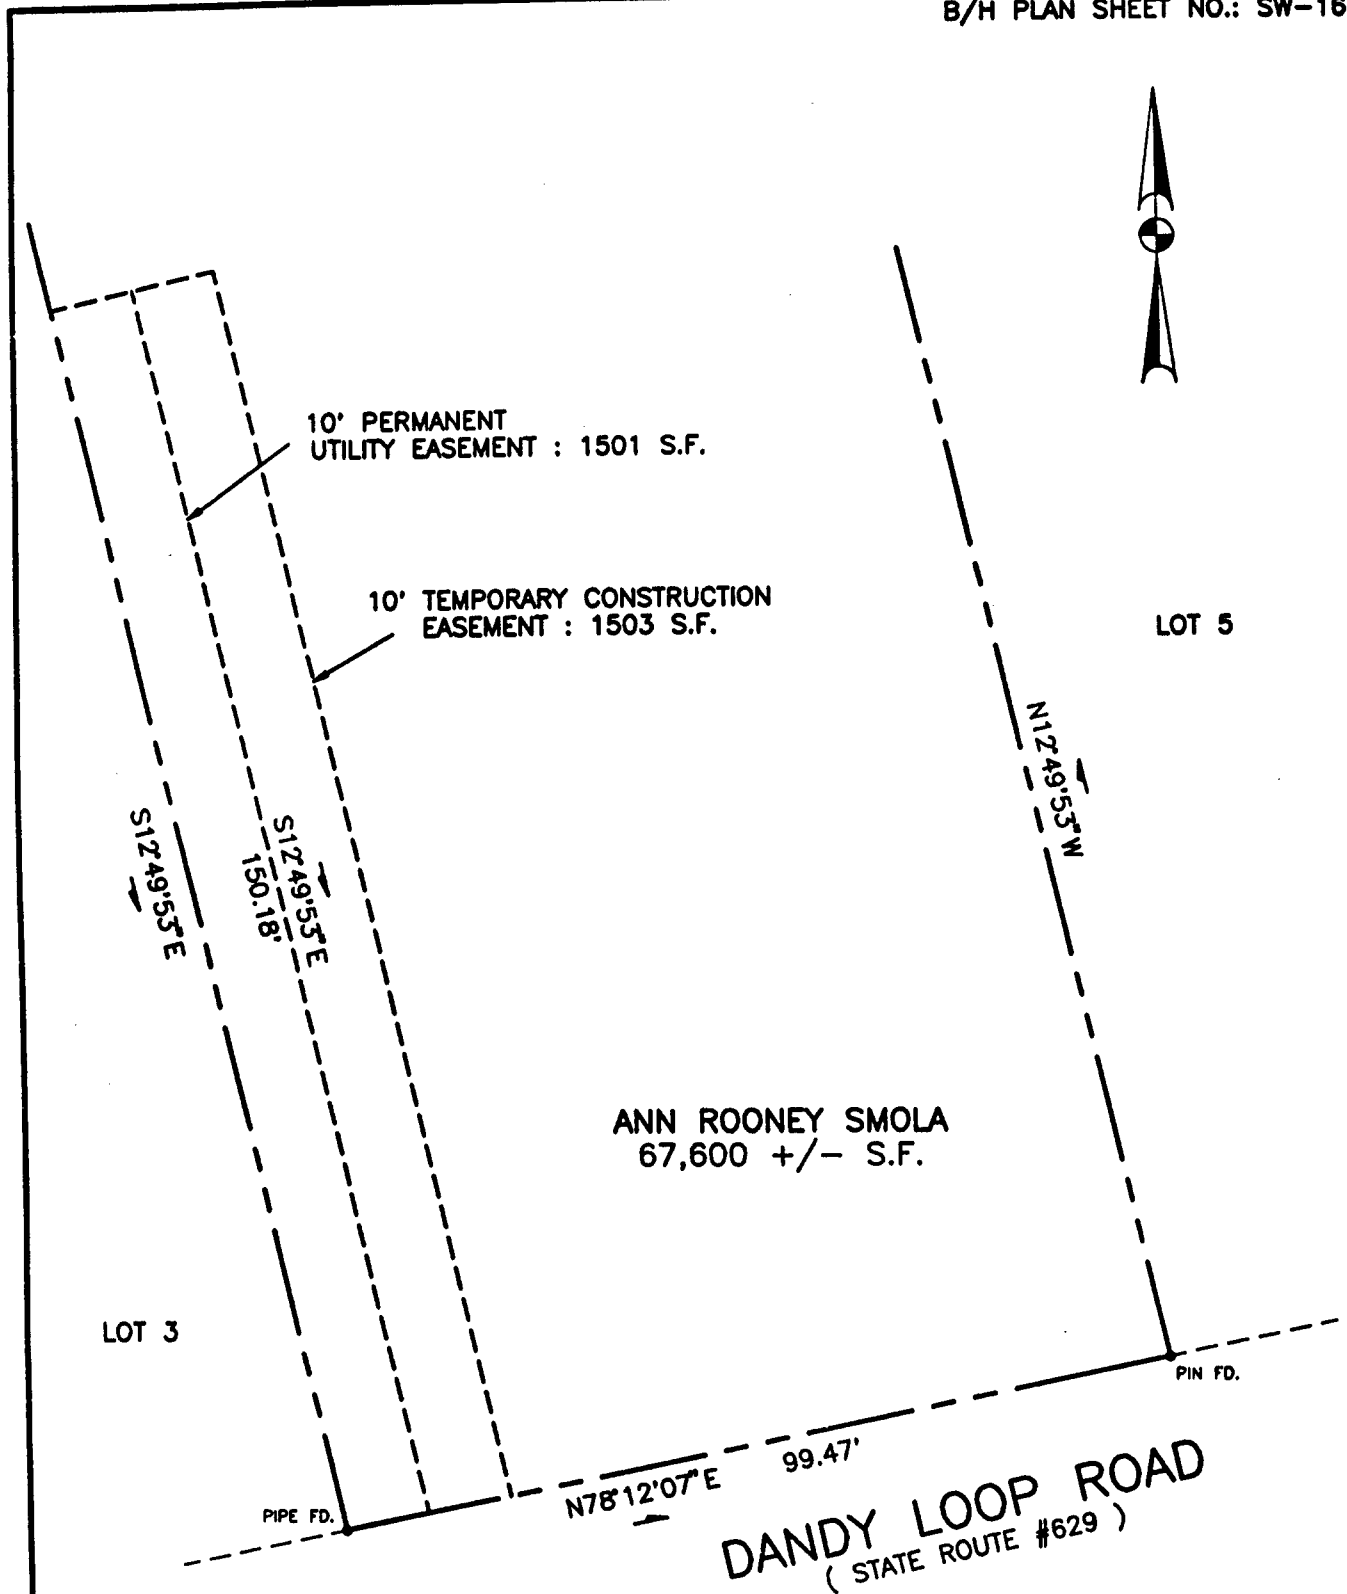 B/H PLAN SHEET NO.: SW-16
10' PERMANENT
UTILITY EASEMENT : 1501 S.F.
10' TEMPORARY CONSTRUCTION
EASEMENT : 1503 S.F.
LOT 5
N12°49'53"W
S12°49'53"E
S12°49'53"E
150.18'
ANN ROONEY SMOLA
67,600 +/- S.F.
LOT 3
PIN FD.
99.47'
N78°12'07"E
PIPE FD.
DANDY LOOP ROAD
( STATE ROUTE #629 )